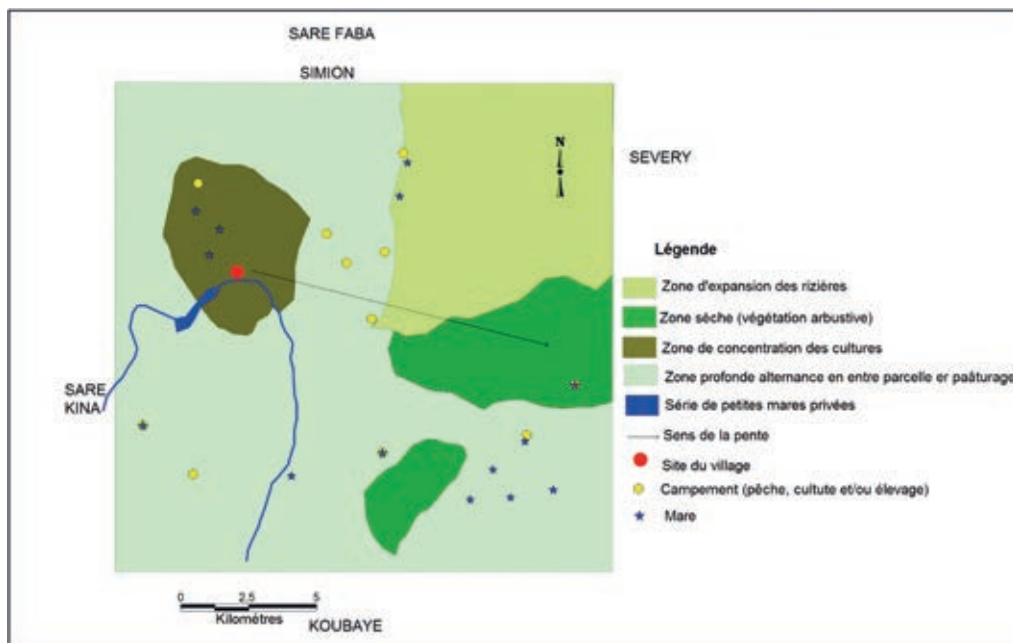 SARE FABA
SIMION
N
SEVERY
Légende
Zone d'expansion des rizières
Zone sèche (végétation arbustive)
Zone de concentration des cultures
Zone profonde alternance en entre parcelle er paâturage
Série de petites mares privées
Sens de la pente
Site du village
Campement (pêche, cultute et/ou élevage)
Mare
SARE
KINA
0 2,5 5
Kilométres
KOUBAYE